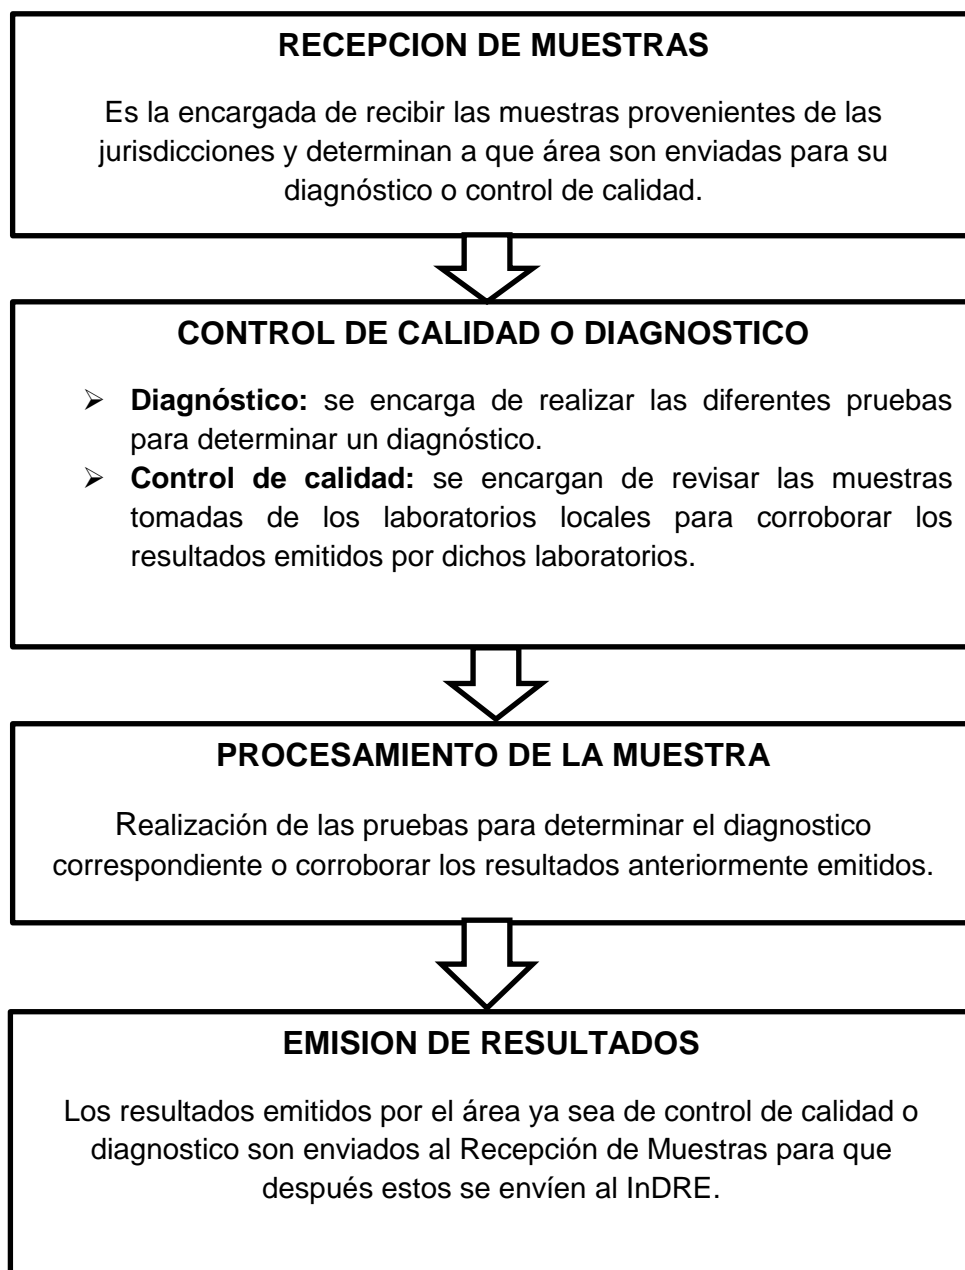 RECEPCION DE MUESTRAS
Es la encargada de recibir las muestras provenientes de las
jurisdicciones y determinan a que área son enviadas para su
diagnóstico o control de calidad.
CONTROL DE CALIDAD O DIAGNOSTICO
➢ Diagnóstico: se encarga de realizar las diferentes pruebas
para determinar un diagnóstico.
➢ Control de calidad: se encargan de revisar las muestras
tomadas de los laboratorios locales para corroborar los
resultados emitidos por dichos laboratorios.
PROCESAMIENTO DE LA MUESTRA
Realización de las pruebas para determinar el diagnostico
correspondiente o corroborar los resultados anteriormente emitidos.
EMISION DE RESULTADOS
Los resultados emitidos por el área ya sea de control de calidad o
diagnostico son enviados al Recepción de Muestras para que
después estos se envíen al InDRE.